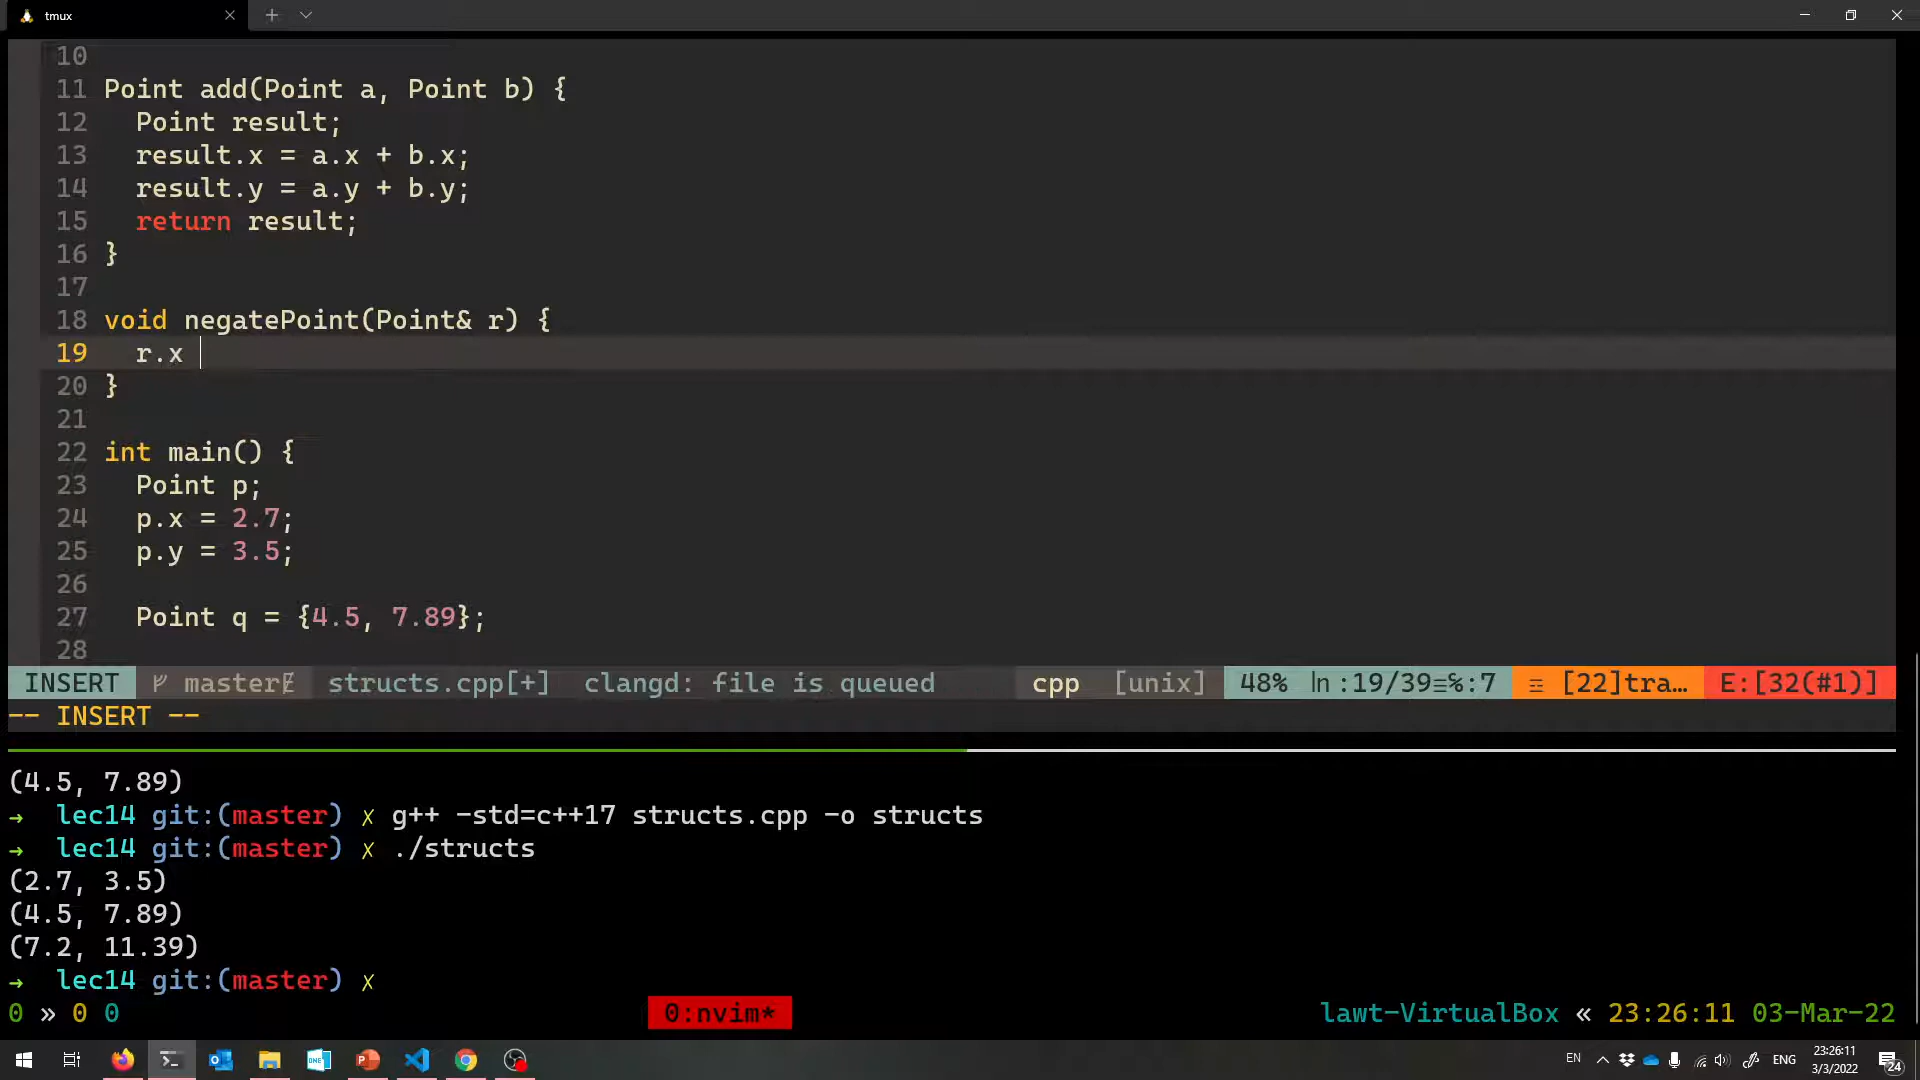 tmux
10
11 Point add(Point a, Point b) {
12   Point result;
13   result.x = a.x + b.x;
14   result.y = a.y + b.y;
15   return result;
16 }
17
18 void negatePoint(Point& r) {
19   r.x
20 }
21
22 int main() {
23   Point p;
24   p.x = 2.7;
25   p.y = 3.5;
26
27   Point q = {4.5, 7.89};
28
INSERT master structs.cpp[+] clangd: file is queued cpp [unix] 48% ㏑:19/39≡℅:7 ☲ [22]tra… E:[32(#1)]
-- INSERT --
(4.5, 7.89)
→ lec14 git:(master) ✗ g++ -std=c++17 structs.cpp -o structs
→ lec14 git:(master) ✗ ./structs
(2.7, 3.5)
(4.5, 7.89)
(7.2, 11.39)
→ lec14 git:(master) ✗
0 » 0 0 0:nvim* lawt-VirtualBox « 23:26:11 03-Mar-22
EN ENG 23:26:11
3/3/2022 24